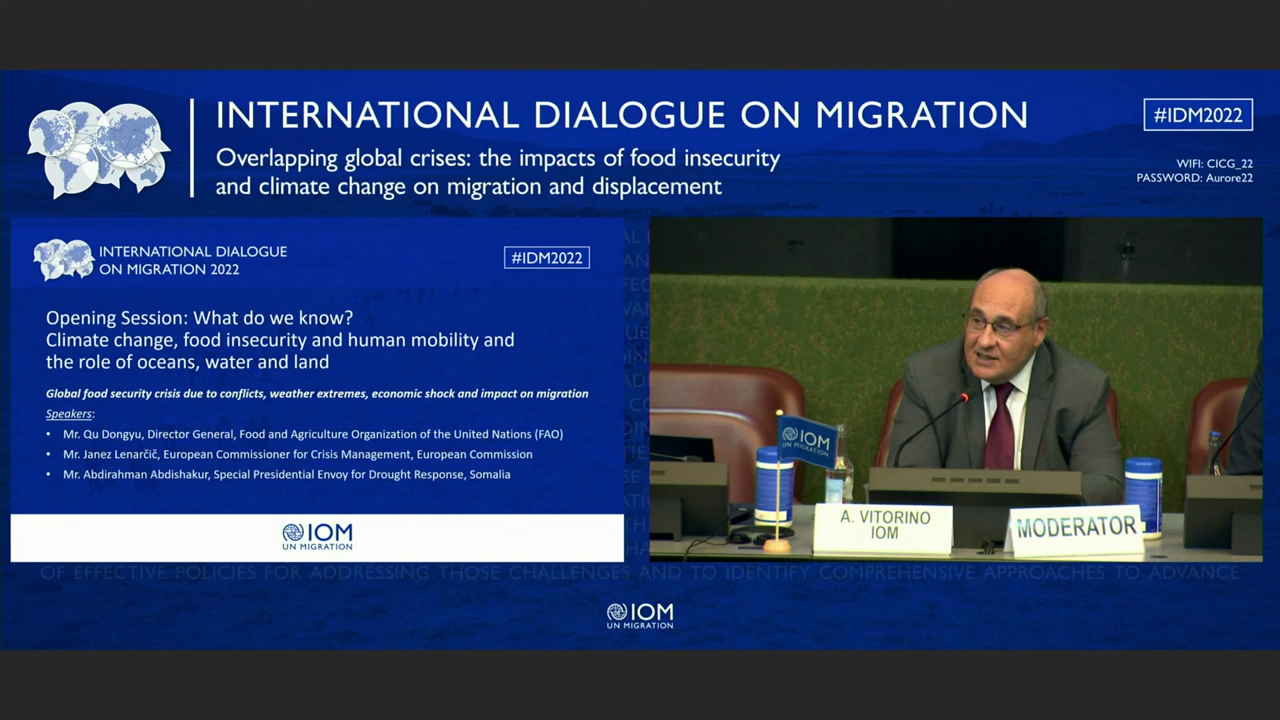 INTERNATIONAL DIALOGUE ON MIGRATION
Overlapping global crises: the impacts of food insecurity
and climate change on migration and displacement
#IDM2022
WIFI: CICG_22
PASSWORD: Aurore22
INTERNATIONAL DIALOGUE
ON MIGRATION 2022
#IDM2022
Opening Session: What do we know?
Climate change, food insecurity and human mobility and
the role of oceans, water and land
Global food security crisis due to conflicts, weather extremes, economic shock and impact on migration
Speakers:
• Mr. Qu Dongyu, Director General, Food and Agriculture Organization of the United Nations (FAO)
• Mr. Janez Lenarčič, European Commissioner for Crisis Management, European Commission
• Mr. Abdirahman Abdishakur, Special Presidential Envoy for Drought Response, Somalia
IOM
UN MIGRATION
IOM
UN MIGRATION
A. VITORINO
IOM
MODERATOR
OF EFFECTIVE POLICIES FOR ADDRESSING THOSE CHALLENGES AND TO IDENTIFY COMPREHENSIVE APPROACHES TO ADVANCE
IOM
UN MIGRATION